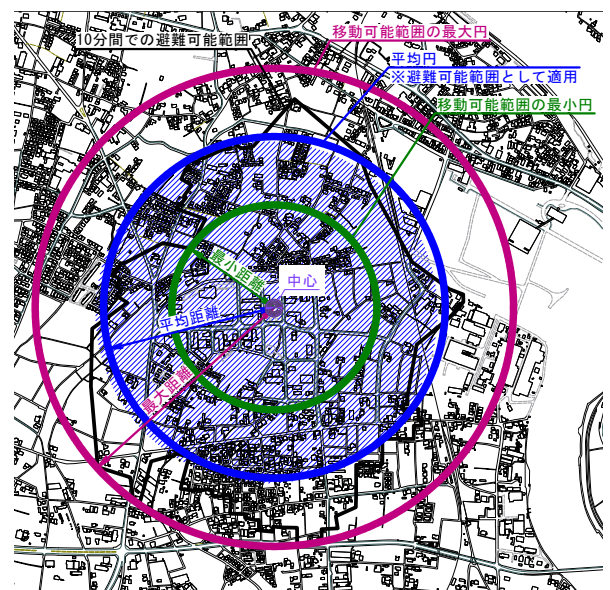 10分間での避難可能範囲
移動可能範囲の最大円
平均円
※避難可能範囲として適用
移動可能範囲の最小円
最小距離
中心
平均距離
最大距離